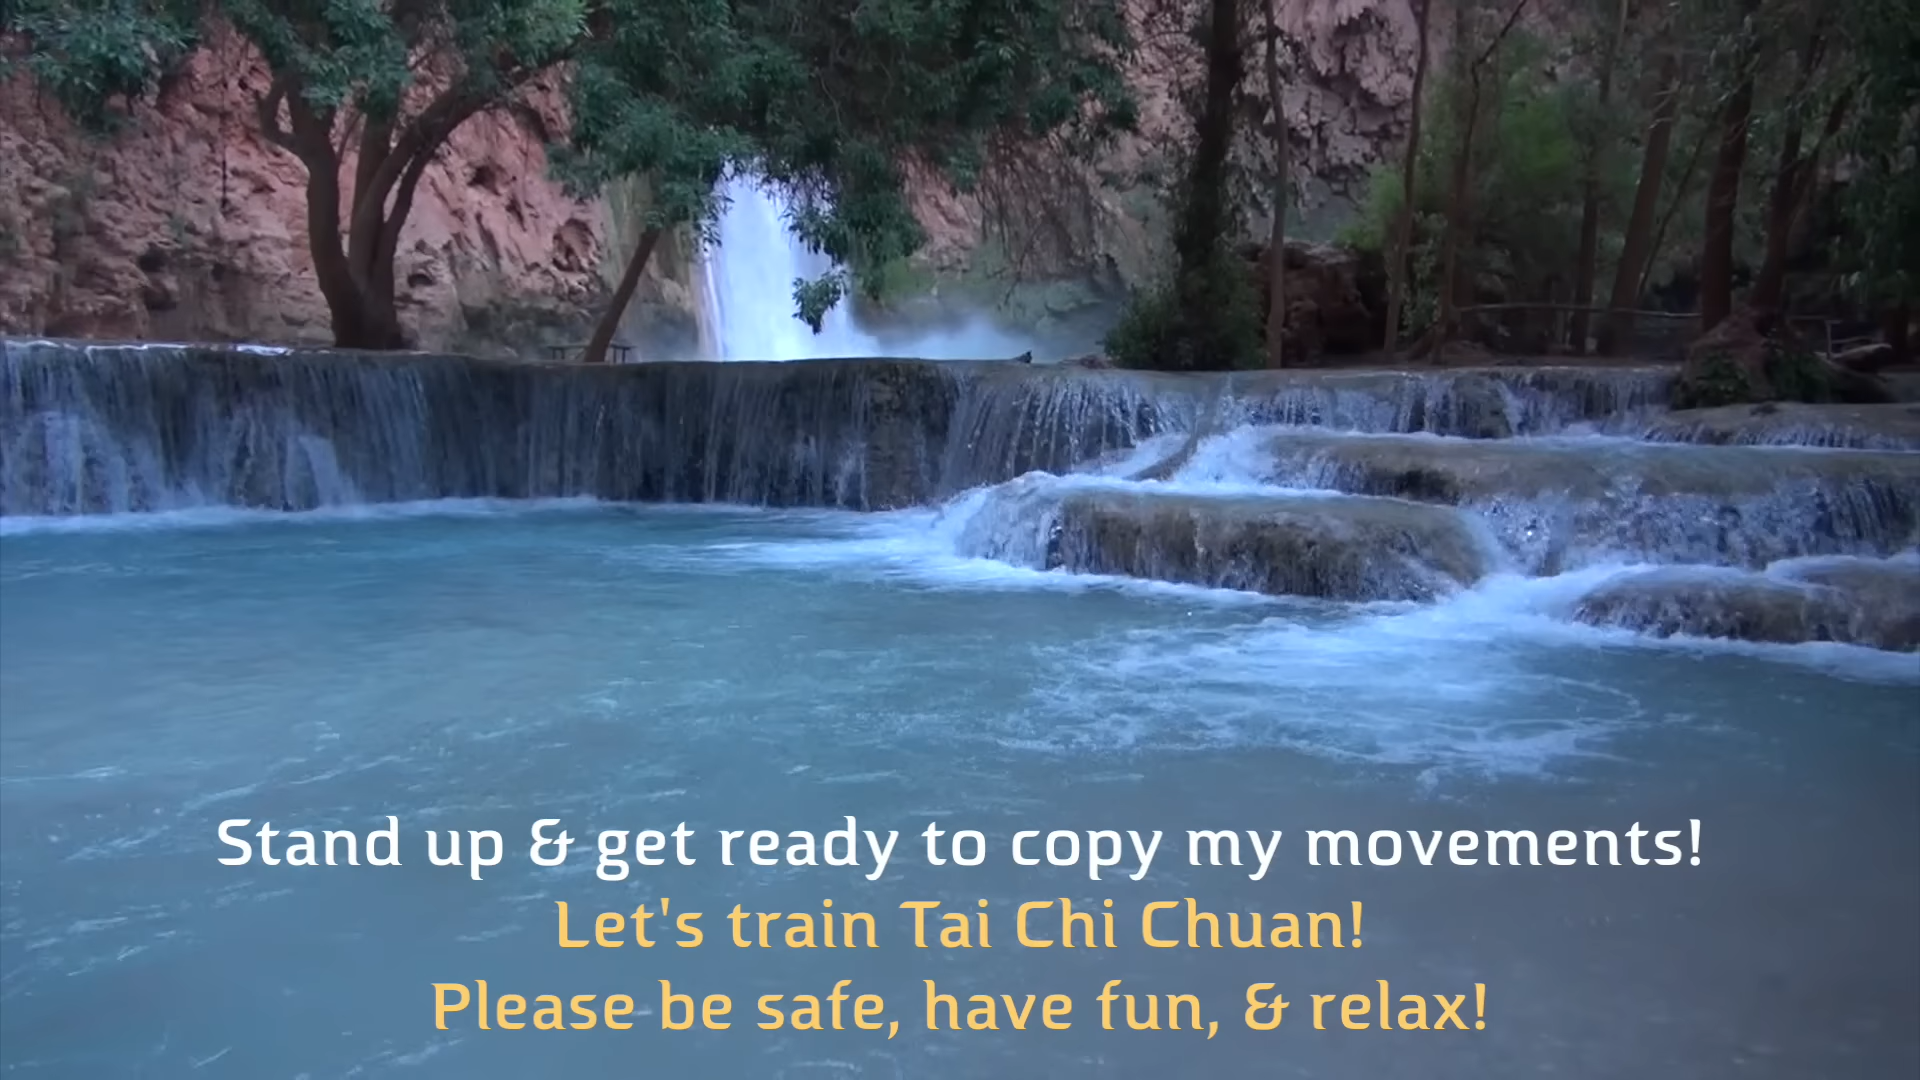 Stand up & get ready to copy my movements!
Let's train Tai Chi Chuan!
Please be safe, have fun, & relax!